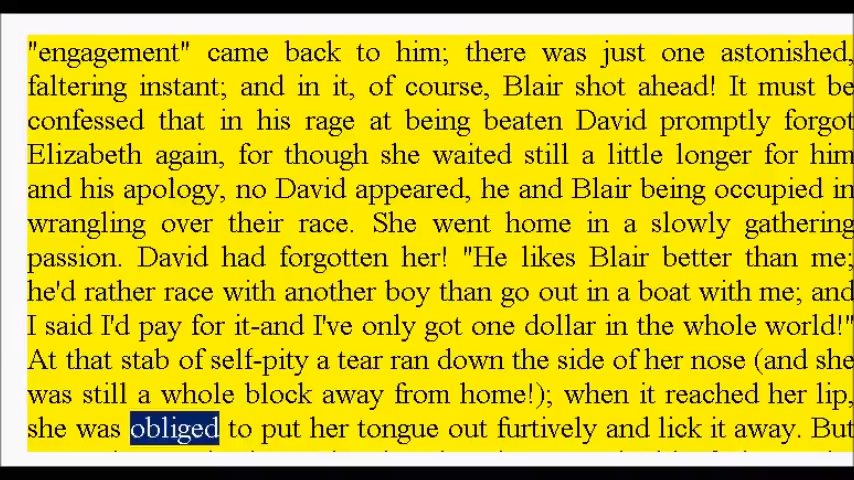 "engagement" came back to him; there was just one astonished,
faltering instant; and in it, of course, Blair shot ahead! It must be
confessed that in his rage at being beaten David promptly forgot
Elizabeth again, for though she waited still a little longer for him
and his apology, no David appeared, he and Blair being occupied in
wrangling over their race. She went home in a slowly gathering
passion. David had forgotten her! "He likes Blair better than me;
he'd rather race with another boy than go out in a boat with me; and
I said I'd pay for it-and I've only got one dollar in the whole world!"
At that stab of self-pity a tear ran down the side of her nose (and she
was still a whole block away from home!); when it reached her lip,
she was obliged to put her tongue out furtively and lick it away. But